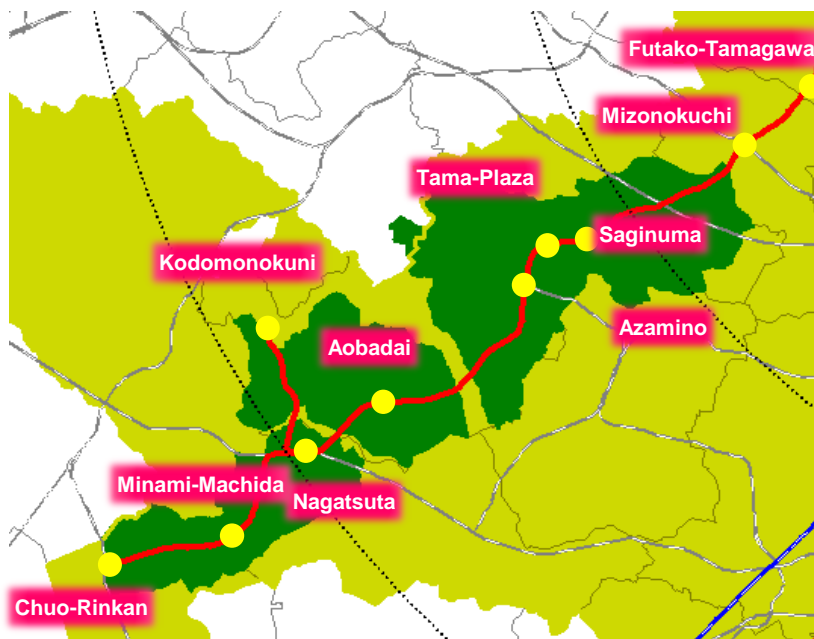 Futako-Tamagawa
Mizonokuchi
Tama-Plaza
Saginuma
Kodomonokuni
Azamino
Aobadai
Minami-Machida
Nagatsuta
Chuo-Rinkan